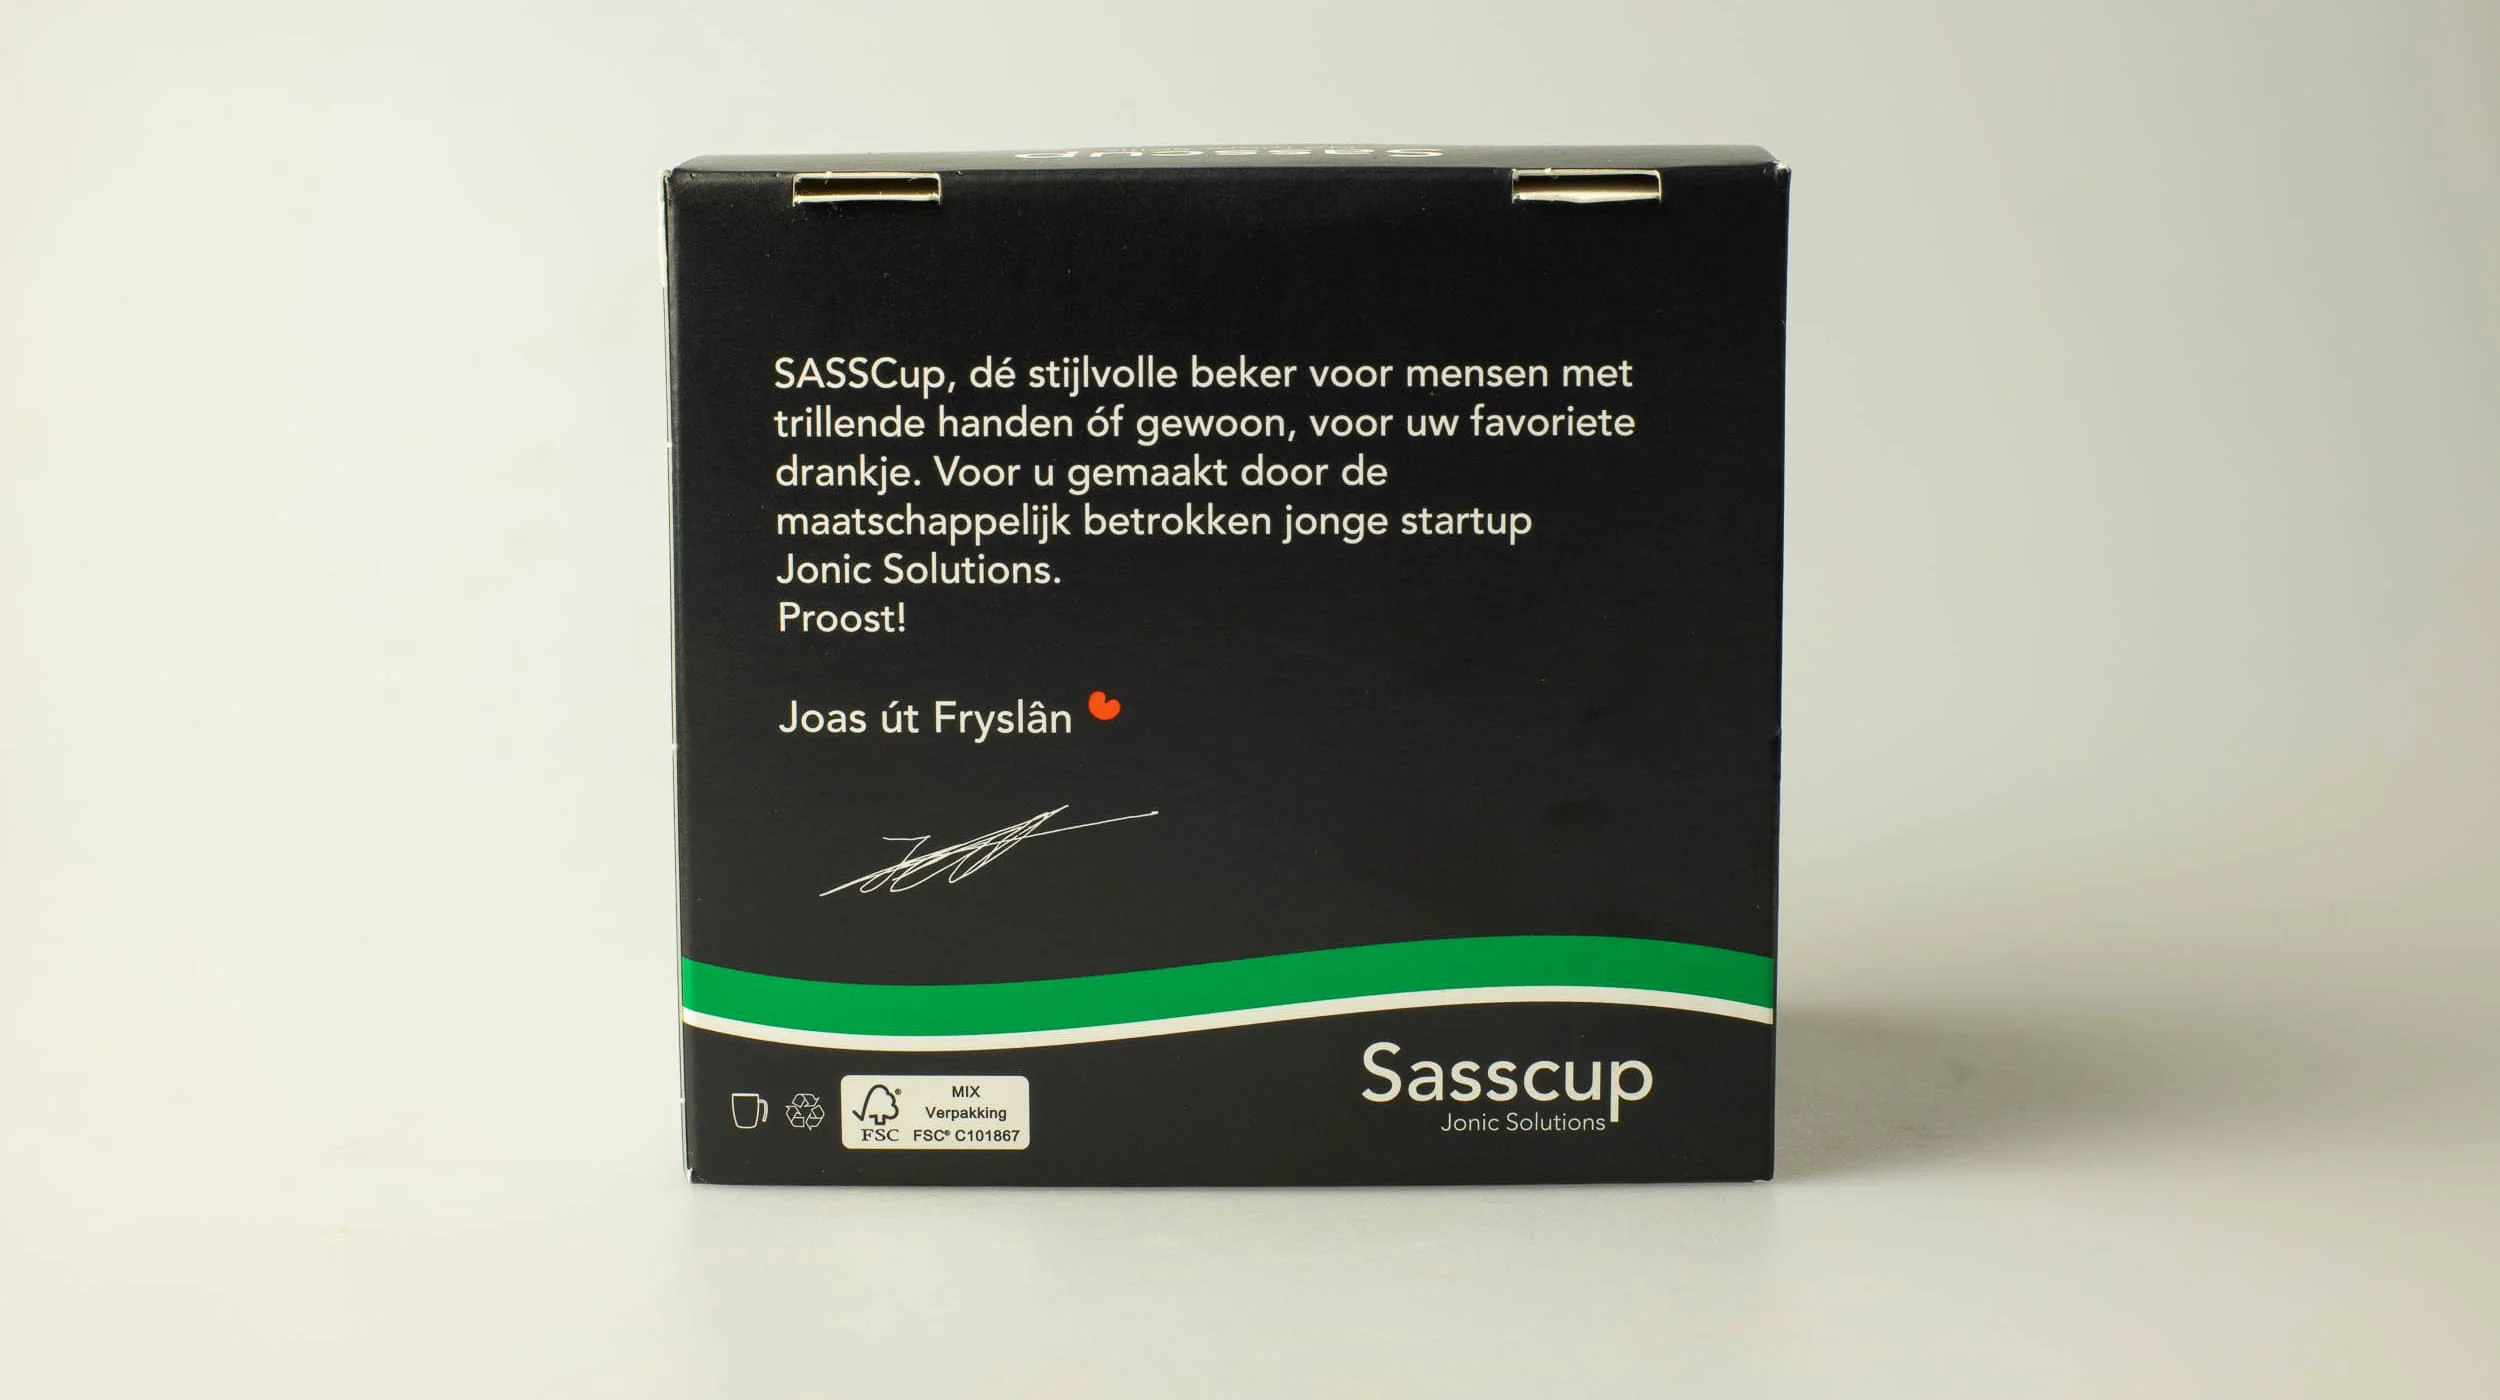 Sasscup
SASSCup, dé stijlvolle beker voor mensen met
trillende handen óf gewoon, voor uw favoriete
drankje. Voor u gemaakt door de
maatschappelijk betrokken jonge startup
Jonic Solutions.
Proost!
Joas út Fryslân
MIX
Verpakking
FSC FSC® C101867
Sasscup
Jonic Solutions